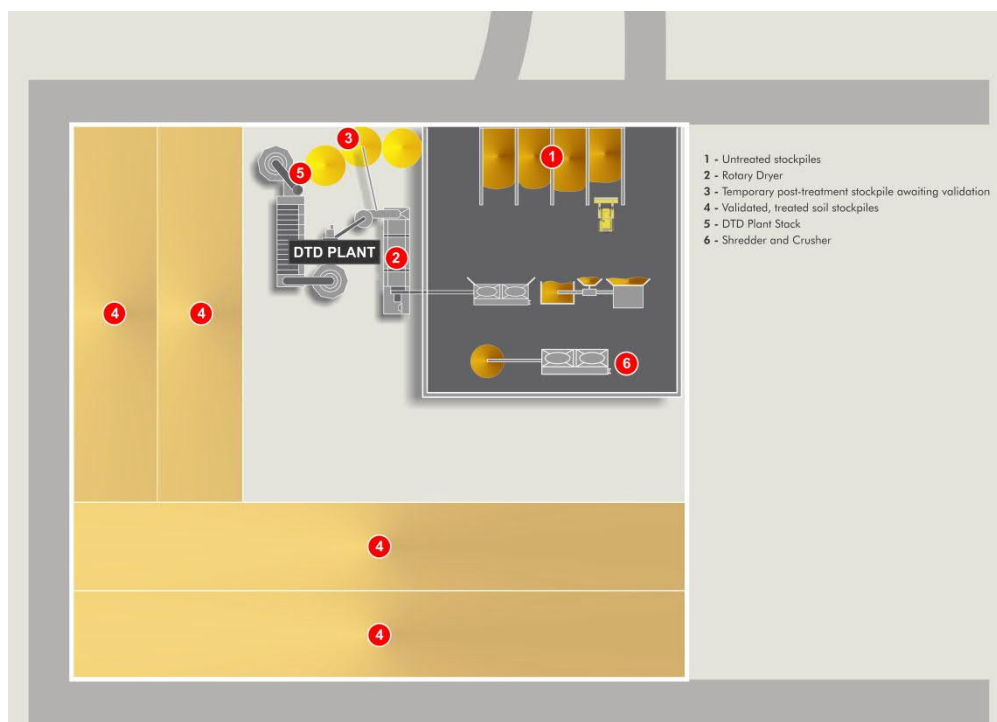 3
1
5
DTD PLANT
2
4
4
6
4
4
1 - Untreated stockpiles
2 - Rotary Dryer
3 - Temporary post-treatment stockpile awaiting validation
4 - Validated, treated soil stockpiles
5 - DTD Plant Stack
6 - Shredder and Crusher